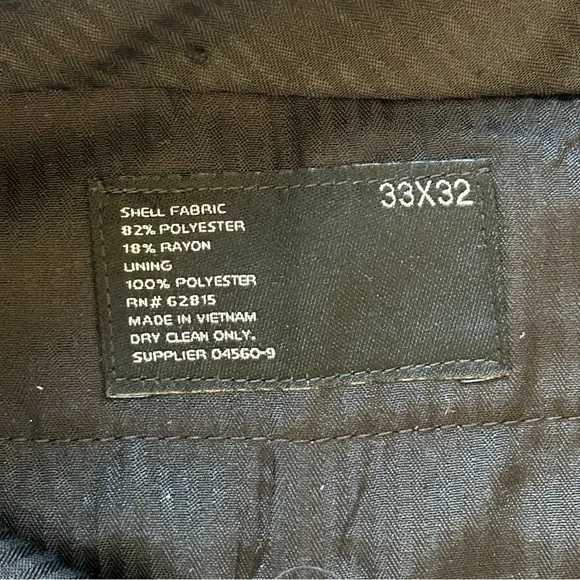 33X32
SHELL FABRIC
82% POLYESTER
18% RAYON
LINING
100% POLYESTER
RN# 62815
MADE IN VIETNAM
DRY CLEAN ONLY.
SUPPLIER 04560-9